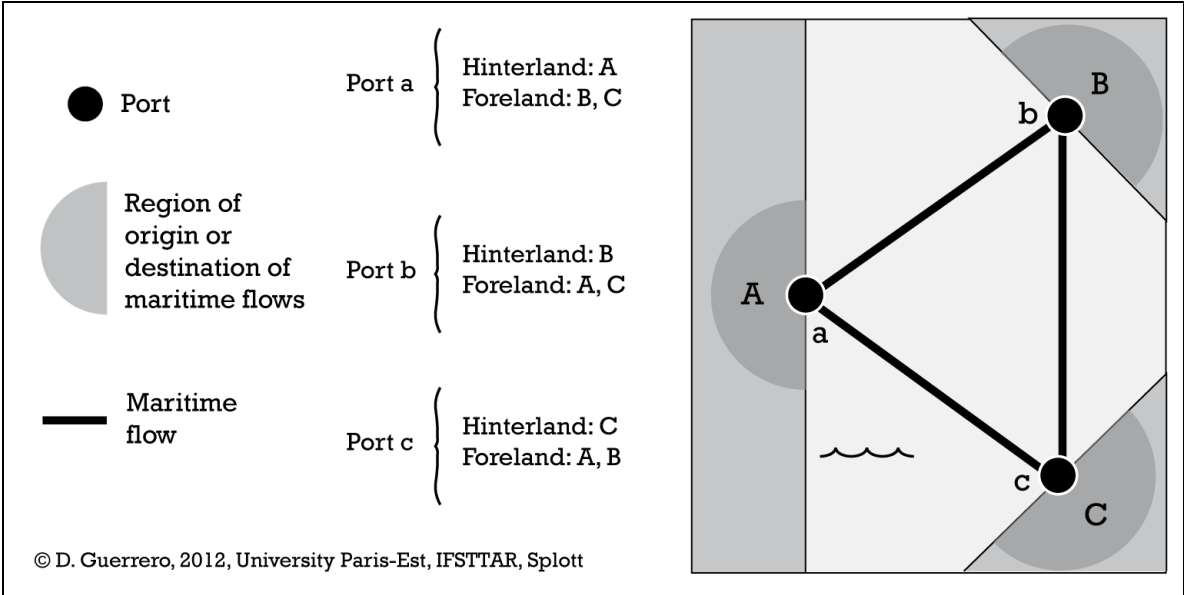 Port
Region of
origin or
destination of
maritime flows
Maritime
flow
Port a
Hinterland: A
Foreland: B, C
Port b
Hinterland: B
Foreland: A, C
Port c
Hinterland: C
Foreland: A, B
B
b
A
a
c
C
© D. Guerrero, 2012, University Paris-Est, IFSTTAR, Splott